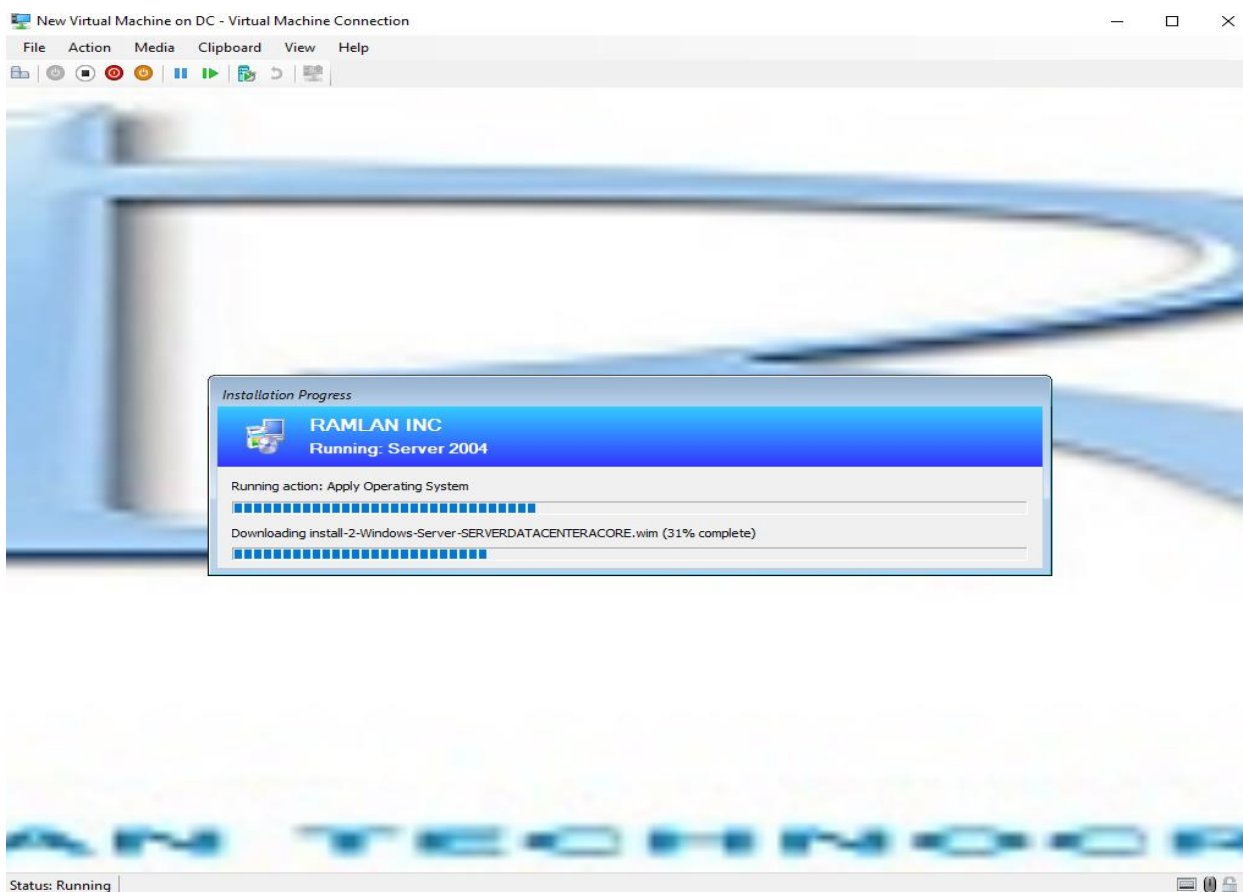 New Virtual Machine on DC - Virtual Machine Connection
File Action Media Clipboard View Help
Installation Progress
RAMLAN INC
Running: Server 2004
Running action: Apply Operating System
Downloading install-2-Windows-Server-SERVERDATACENTERACORE.wim (31% complete)
Status: Running